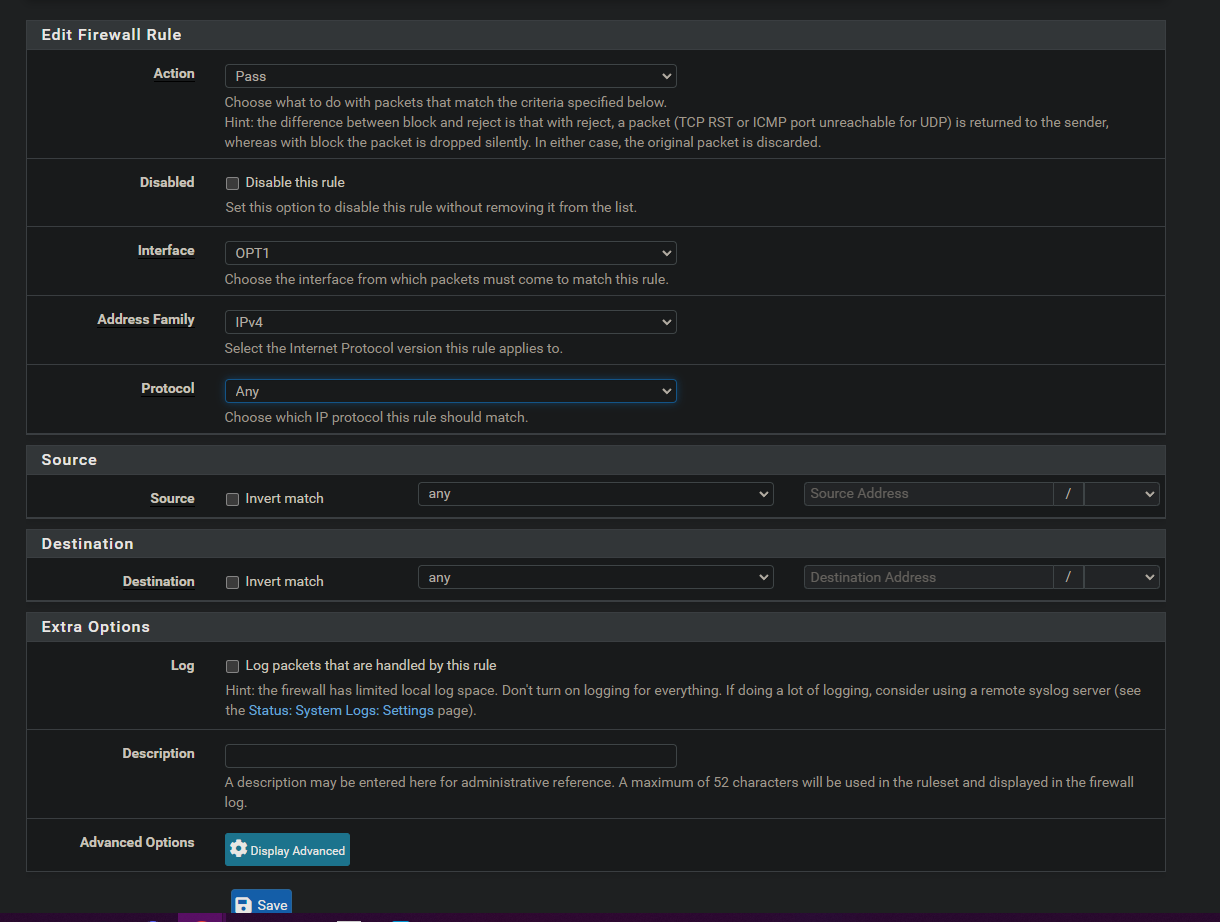 Edit Firewall Rule
Action
Pass
Choose what to do with packets that match the criteria specified below.
Hint: the difference between block and reject is that with reject, a packet (TCP RST or ICMP port unreachable for UDP) is returned to the sender,
whereas with block the packet is dropped silently. In either case, the original packet is discarded.
Disabled
Disable this rule
Set this option to disable this rule without removing it from the list.
Interface
OPT1
Choose the interface from which packets must come to match this rule.
Address Family
IPv4
Select the Internet Protocol version this rule applies to.
Protocol
Any
Choose which IP protocol this rule should match.
Source
Source
Invert match
any
Source Address
/
Destination
Destination
Invert match
any
Destination Address
/
Extra Options
Log
Log packets that are handled by this rule
Hint: the firewall has limited local log space. Don't turn on logging for everything. If doing a lot of logging, consider using a remote syslog server (see
the Status: System Logs: Settings page).
Description
A description may be entered here for administrative reference. A maximum of 52 characters will be used in the ruleset and displayed in the firewall
log.
Advanced Options
Display Advanced
Save